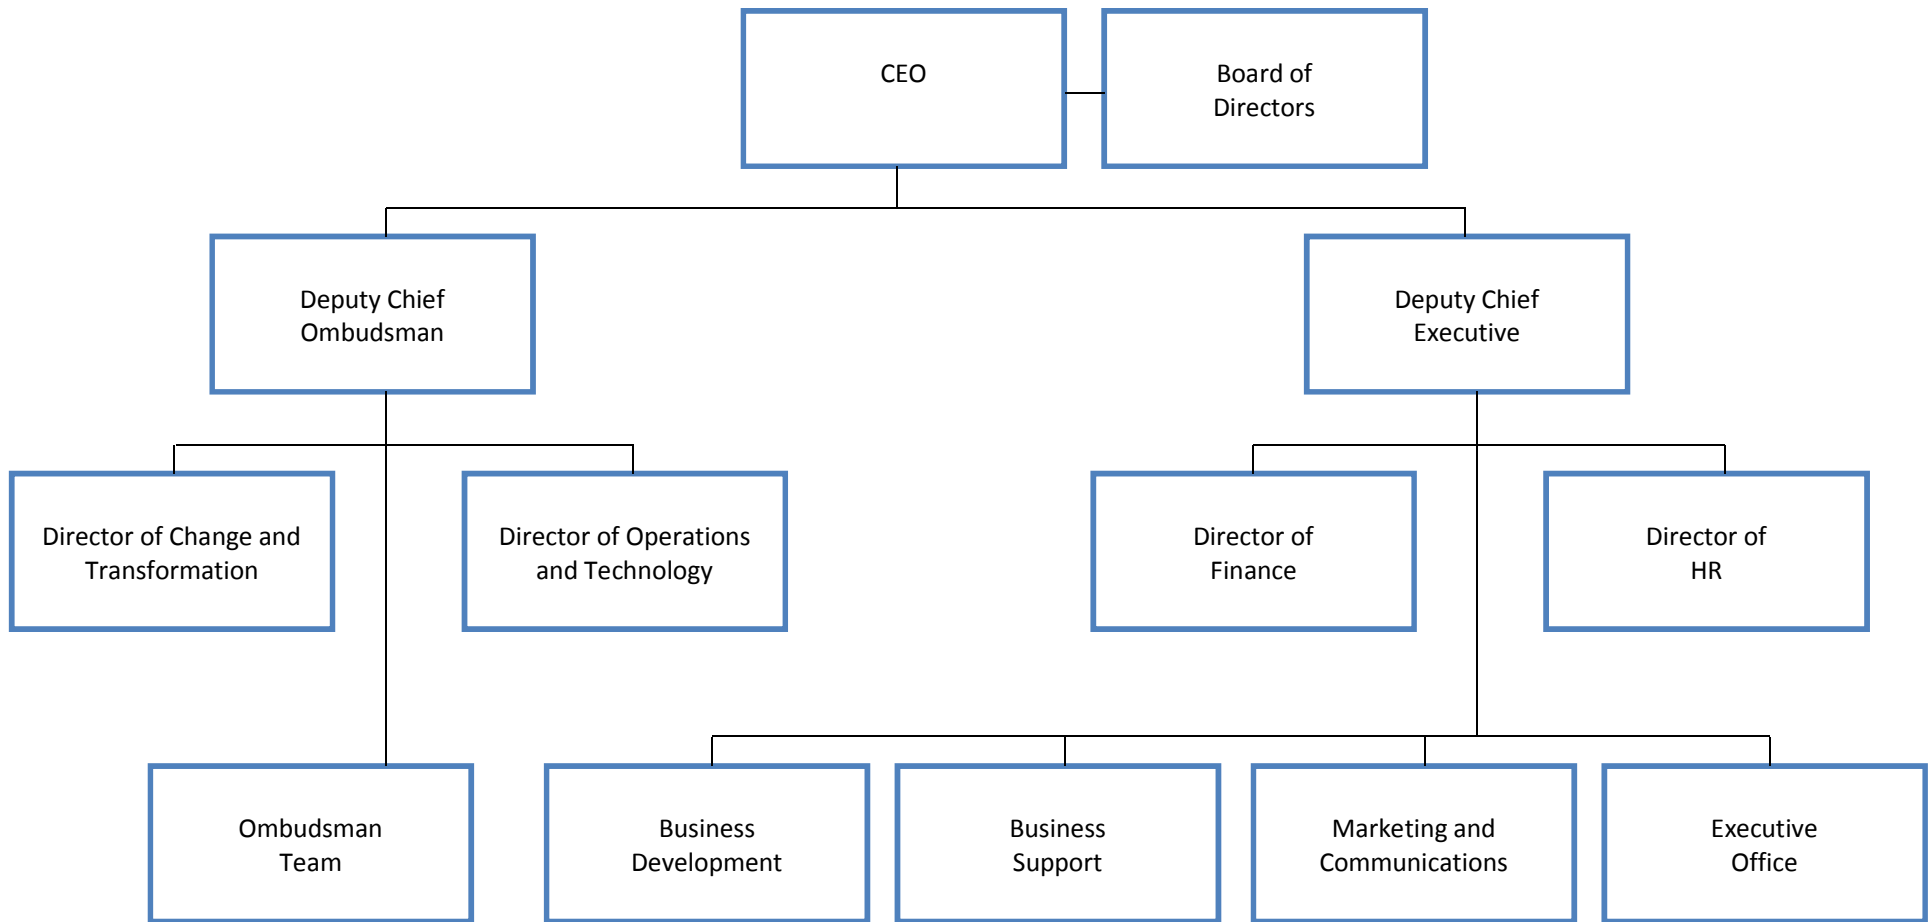 CEO
Board of
Directors
Deputy Chief
Ombudsman
Deputy Chief
Executive
Director of Change and
Transformation
Director of Operations
and Technology
Director of
Finance
Director of
HR
Ombudsman
Team
Business
Development
Business
Support
Marketing and
Communications
Executive
Office